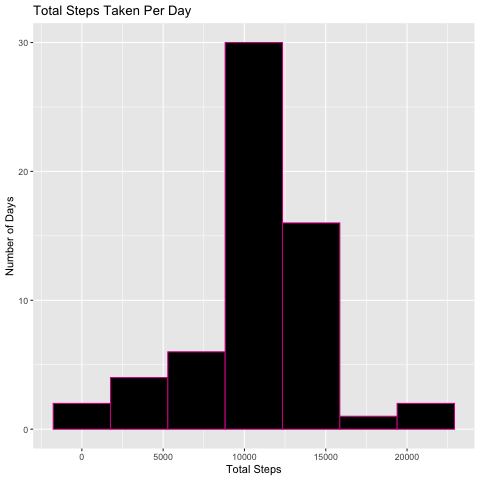 Total Steps Taken Per Day
30
20
10
0
Number of Days
0 5000 10000 15000 20000
Total Steps